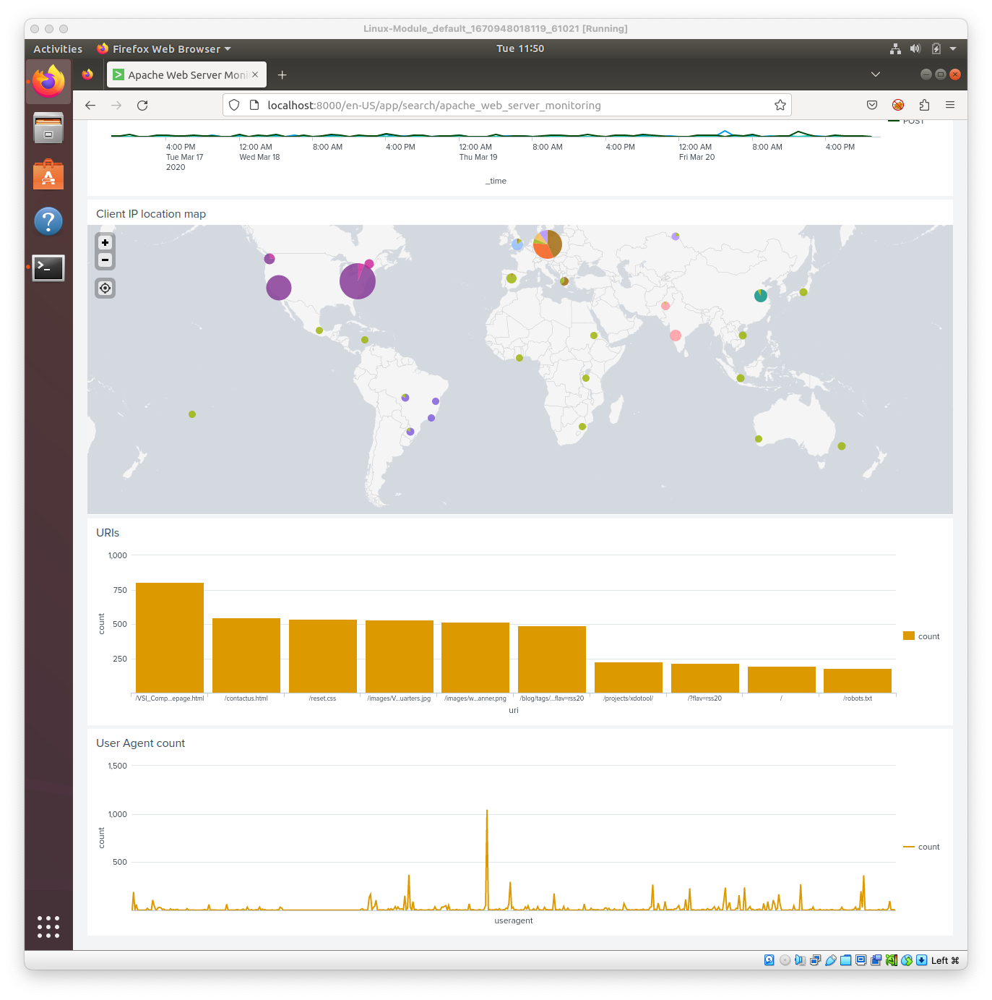 Linux-Module_default_1670948018119_61021 [Running]
Activities Firefox Web Browser Tue 11:50
Apache Web Server Moni
localhost:8000/en-US/app/search/apache_web_server_monitoring
POST
4:00 PM 12:00 AM 8:00 AM 4:00 PM 12:00 AM 8:00 AM 4:00 PM 12:00 AM 8:00 AM 4:00 PM
Tue Mar 17 Wed Mar 18 Thu Mar 19 Fri Mar 20
2020
_time
Client IP location map
URIs
1,000
750
500
250
count
count
/VSI_Comp...epage.html /contactus.html /reset.css /images/V...uarters.jpg /images/w...anner.png /blog/tags/...flav=rss20 /projects/xdotool/ /?flav=rss20 / /robots.txt
uri
User Agent count
1,500
1,000
500
count
count
useragent
Left ⌘